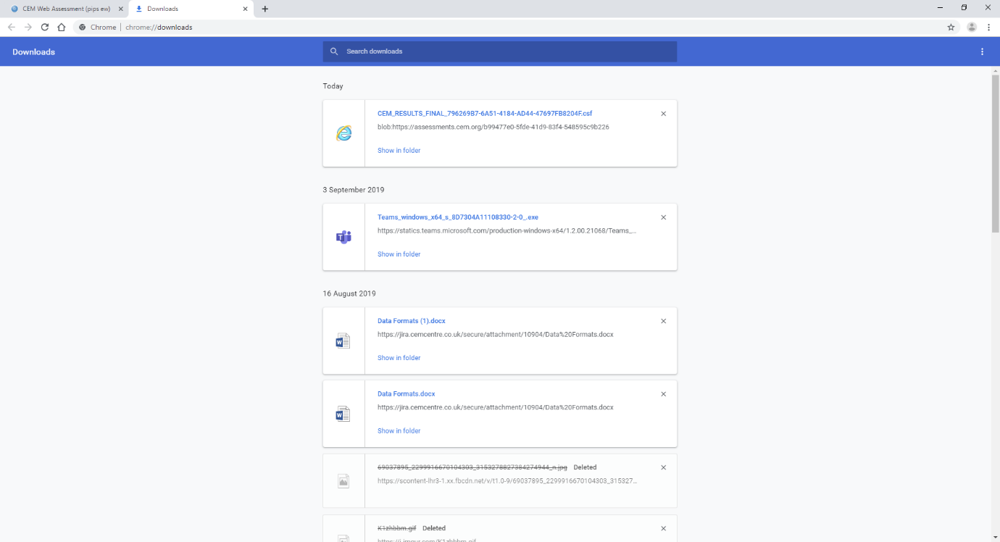 CEM Web Assessment (pips ew)
Downloads
Chrome | chrome://downloads
Downloads
Search downloads
Today
CEM_RESULTS_FINAL_796269B7-6A51-4184-AD44-47697FB8204F.csf
blob:https://assessments.cem.org/b99477e0-5fde-41d9-83f4-548595c9b226
Show in folder
3 September 2019
Teams_windows_x64_s_8D7304A11108330-2-0_.exe
https://statics.teams.microsoft.com/production-windows-x64/1.2.00.21068/Teams_...
Show in folder
16 August 2019
Data Formats (1).docx
https://jira.cemcentre.co.uk/secure/attachment/10904/Data%20Formats.docx
Show in folder
Data Formats.docx
https://jira.cemcentre.co.uk/secure/attachment/10904/Data%20Formats.docx
Show in folder
69037895_2299916670104303_3153278827384274944_n.jpg Deleted
https://scontent-lhr3-1.xx.fbcdn.net/v/t1.0-9/69037895_2299916670104303_315327...
K1zhbbm.gif Deleted
https://i.imgur.com/K1zhbbm.gif